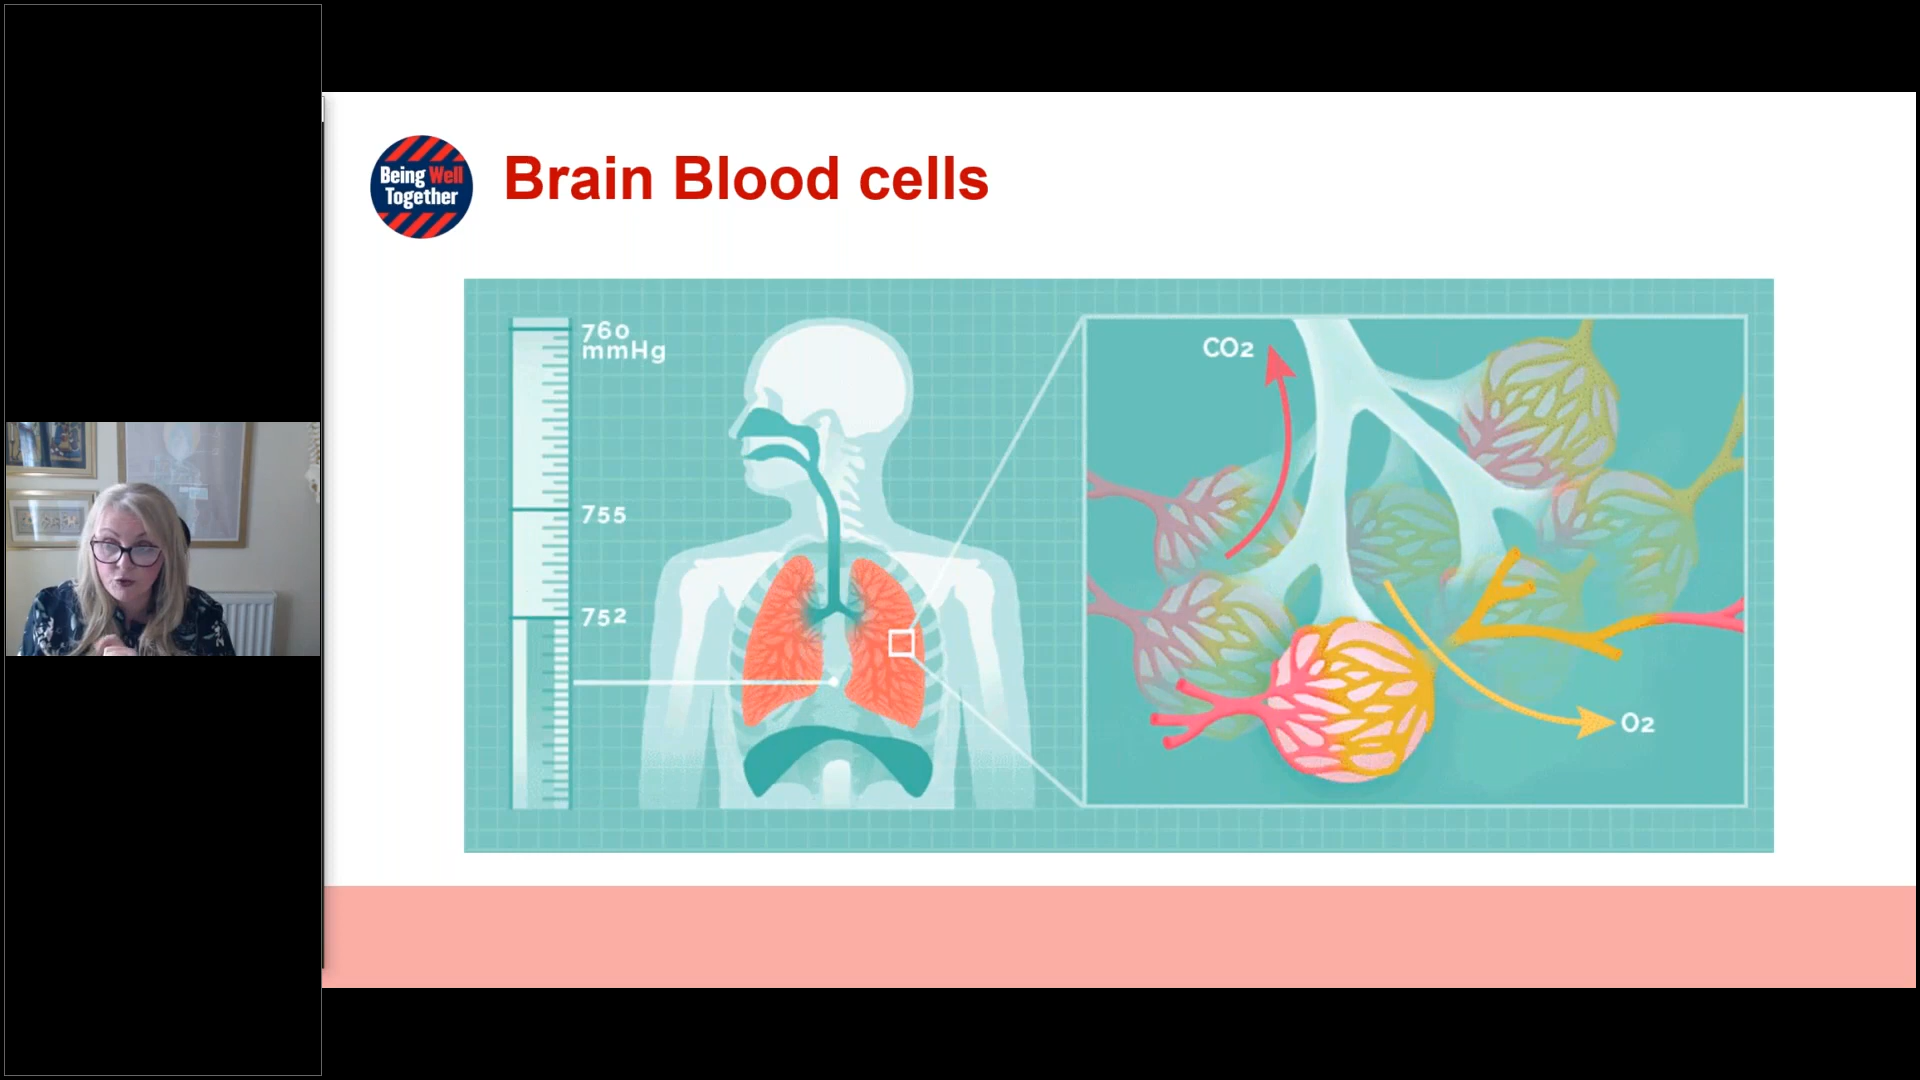 Being Well
Together
Brain Blood cells
760
mmHg
755
752
CO2
O2